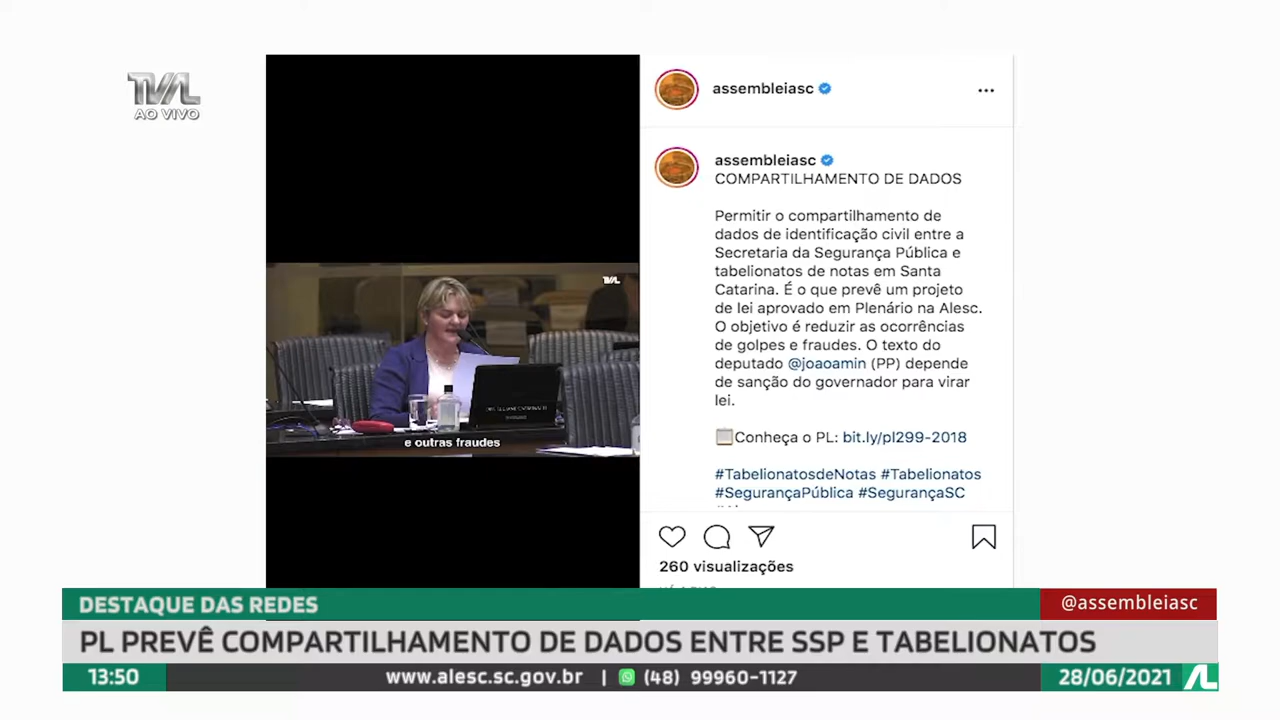 TVAL
AO VIVO
assembleiasc
assembleiasc
COMPARTILHAMENTO DE DADOS
Permitir o compartilhamento de
dados de identificação civil entre a
Secretaria da Segurança Pública e
tabelionatos de notas em Santa
Catarina. É o que prevê um projeto
de lei aprovado em Plenário na Alesc.
O objetivo é reduzir as ocorrências
de golpes e fraudes. O texto do
deputado @joaoamin (PP) depende
de sanção do governador para virar
lei.
Conheça o PL: bit.ly/pl299-2018
#TabelionatosdeNotas #Tabelionatos
#SegurançaPública #SegurançaSC
TVAL
e outras fraudes
260 visualizações
DESTAQUE DAS REDES
@assembleiasc
PL PREVÊ COMPARTILHAMENTO DE DADOS ENTRE SSP E TABELIONATOS
13:50
www.alesc.sc.gov.br | (48) 99960-1127
28/06/2021
AL